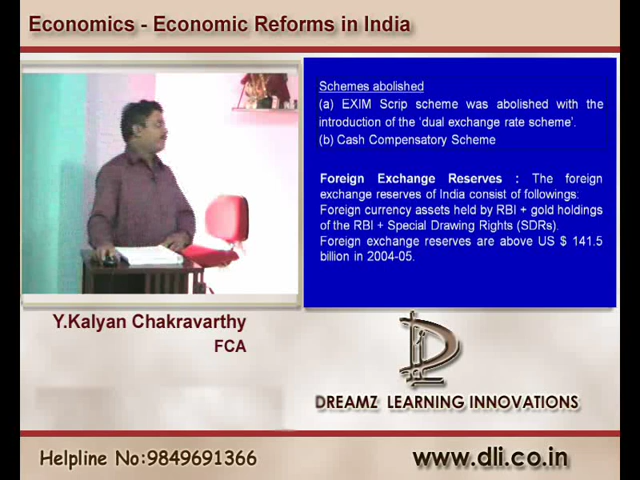 Economics - Economic Reforms in India
Schemes abolished
(a) EXIM Scrip scheme was abolished with the
introduction of the 'dual exchange rate scheme'.
(b) Cash Compensatory Scheme
Foreign Exchange Reserves : The foreign
exchange reserves of India consist of followings:
Foreign currency assets held by RBI + gold holdings
of the RBI + Special Drawing Rights (SDRs).
Foreign exchange reserves are above US $ 141.5
billion in 2004-05.
Y.Kalyan Chakravarthy
FCA
DREAMZ LEARNING INNOVATIONS
Helpline No:9849691366
www.dli.co.in